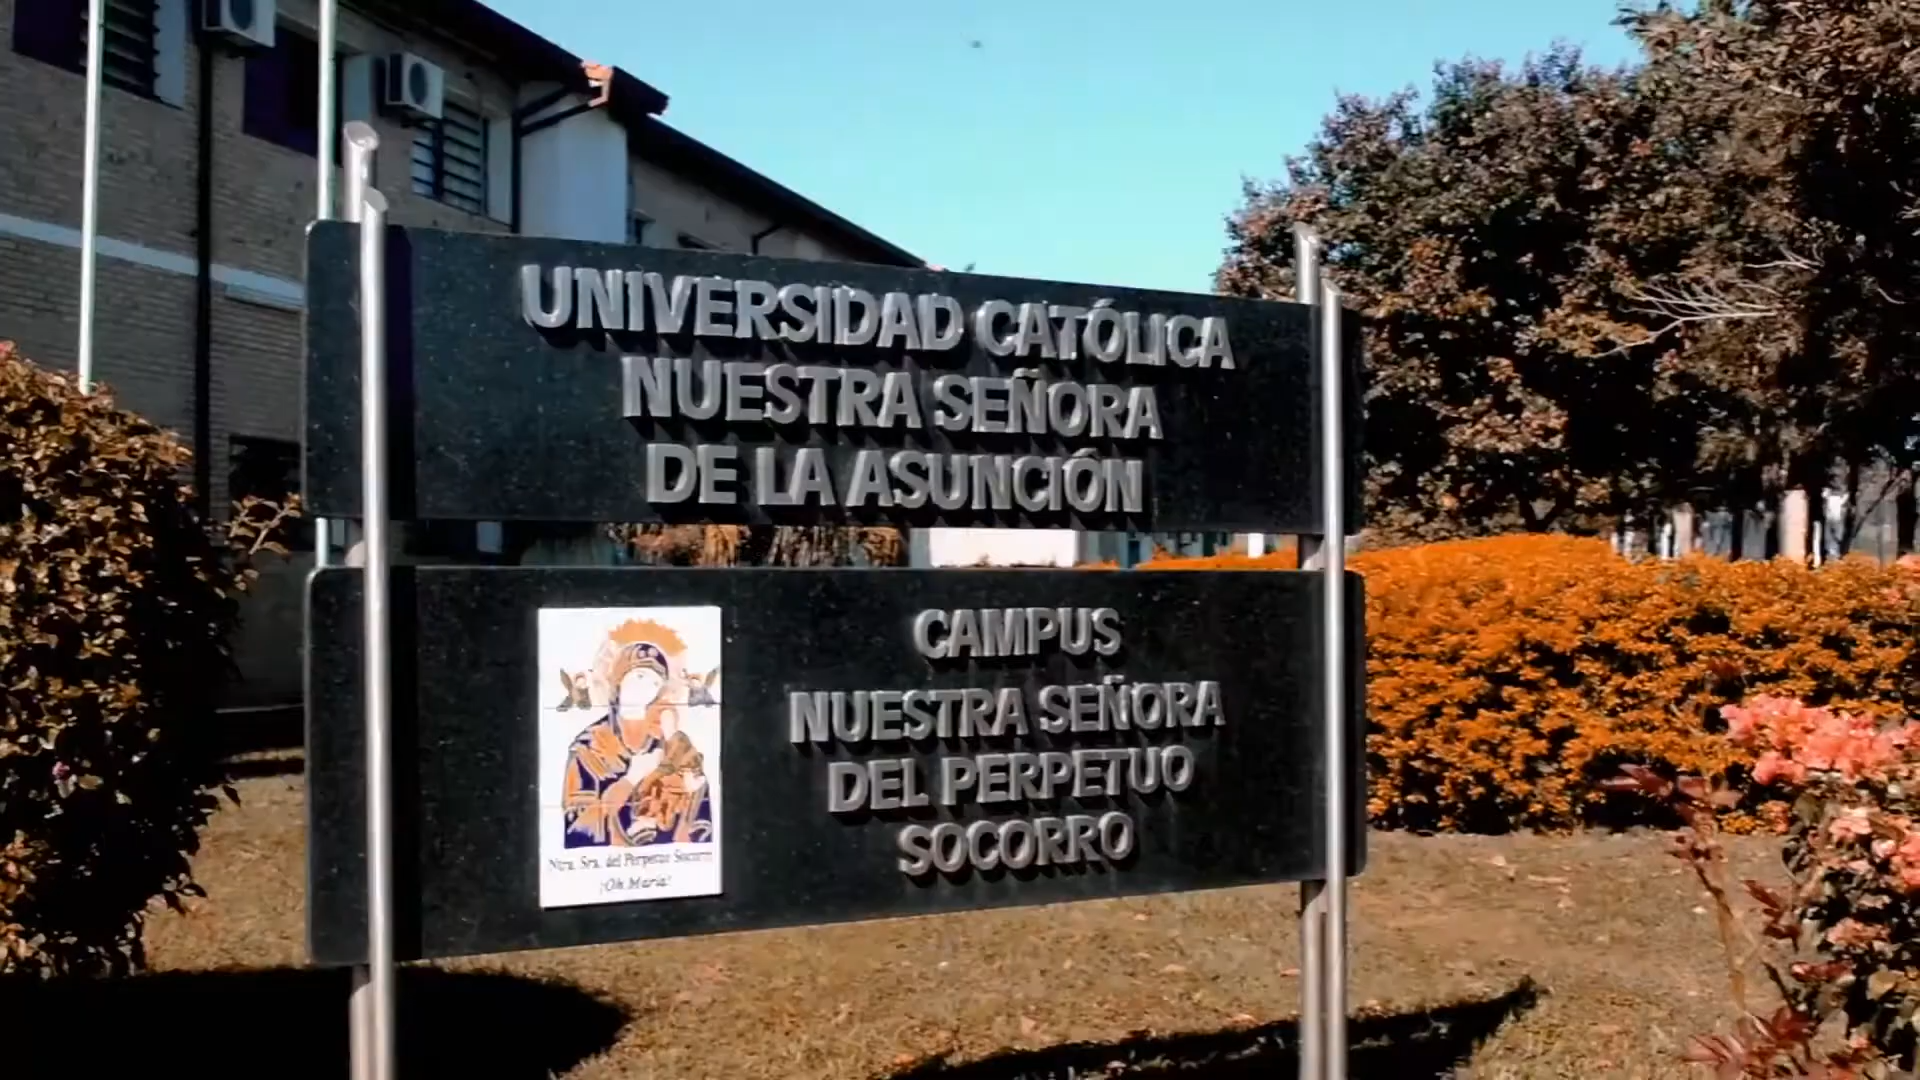 UNIVERSIDAD CATÓLICA
NUESTRA SEÑORA
DE LA ASUNCIÓN
CAMPUS
NUESTRA SEÑORA
DEL PERPETUO
SOCORRO
Ntra. Sra. del Perpetuo Socorro
¡Oh María!